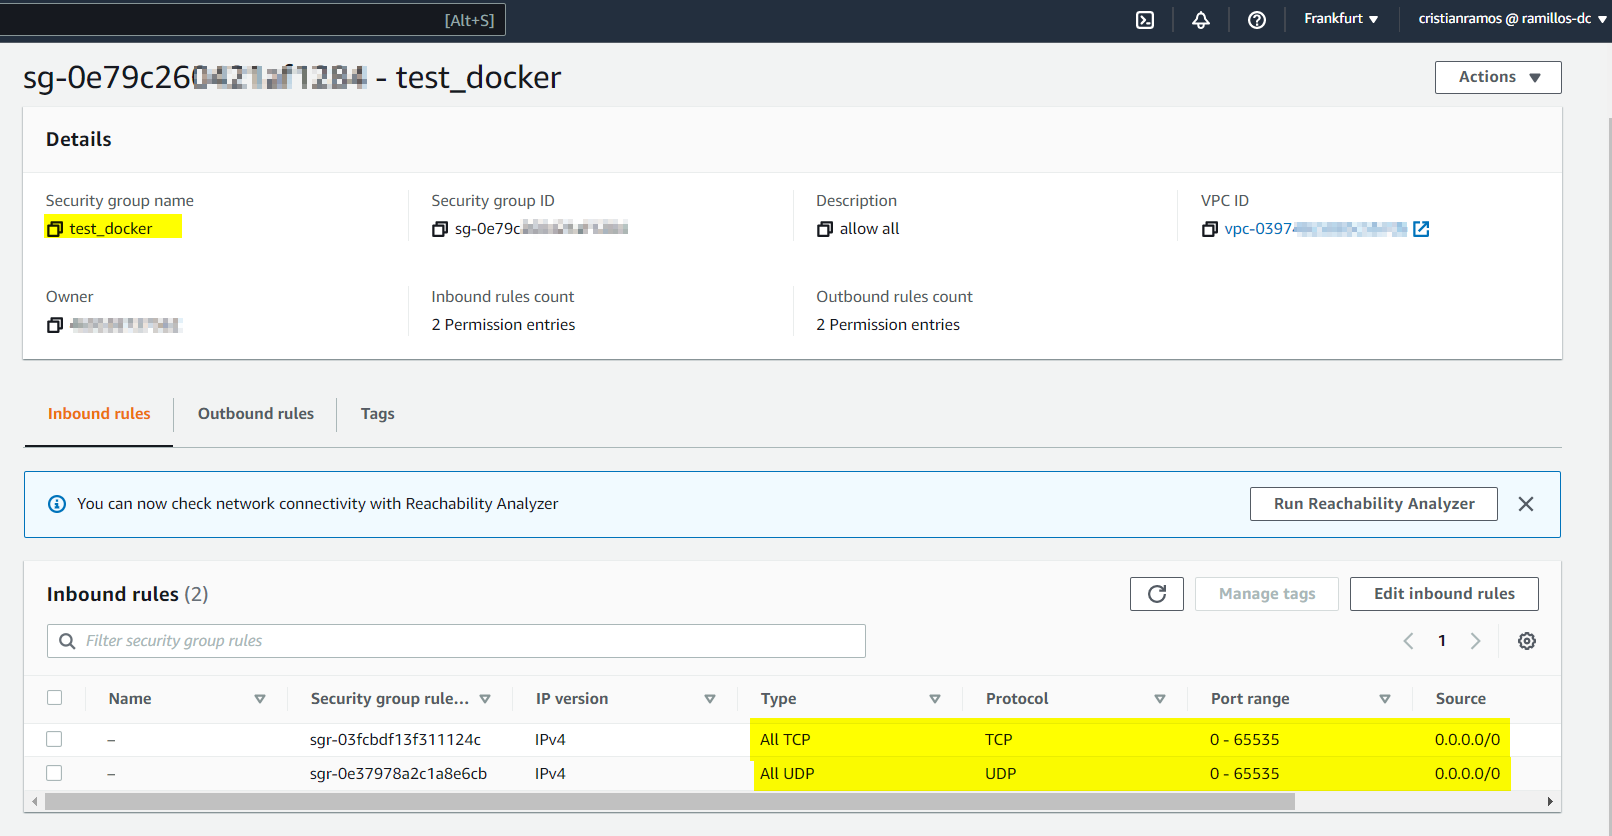 [Alt+S] Frankfurt cristianramos @ ramillos-dc
sg-0e79c260421af1284 - test_docker
Actions
Details
Security group name Security group ID Description VPC ID
test_docker sg-0e79c allow all vpc-0397
Owner Inbound rules count Outbound rules count
2 Permission entries 2 Permission entries
Inbound rules Outbound rules Tags
You can now check network connectivity with Reachability Analyzer Run Reachability Analyzer
Inbound rules (2) Manage tags Edit inbound rules
Filter security group rules 1
Name Security group rule... IP version Type Protocol Port range Source
– sgr-03fcbdf13f311124c IPv4 All TCP TCP 0 - 65535 0.0.0.0/0
– sgr-0e37978a2c1a8e6cb IPv4 All UDP UDP 0 - 65535 0.0.0.0/0